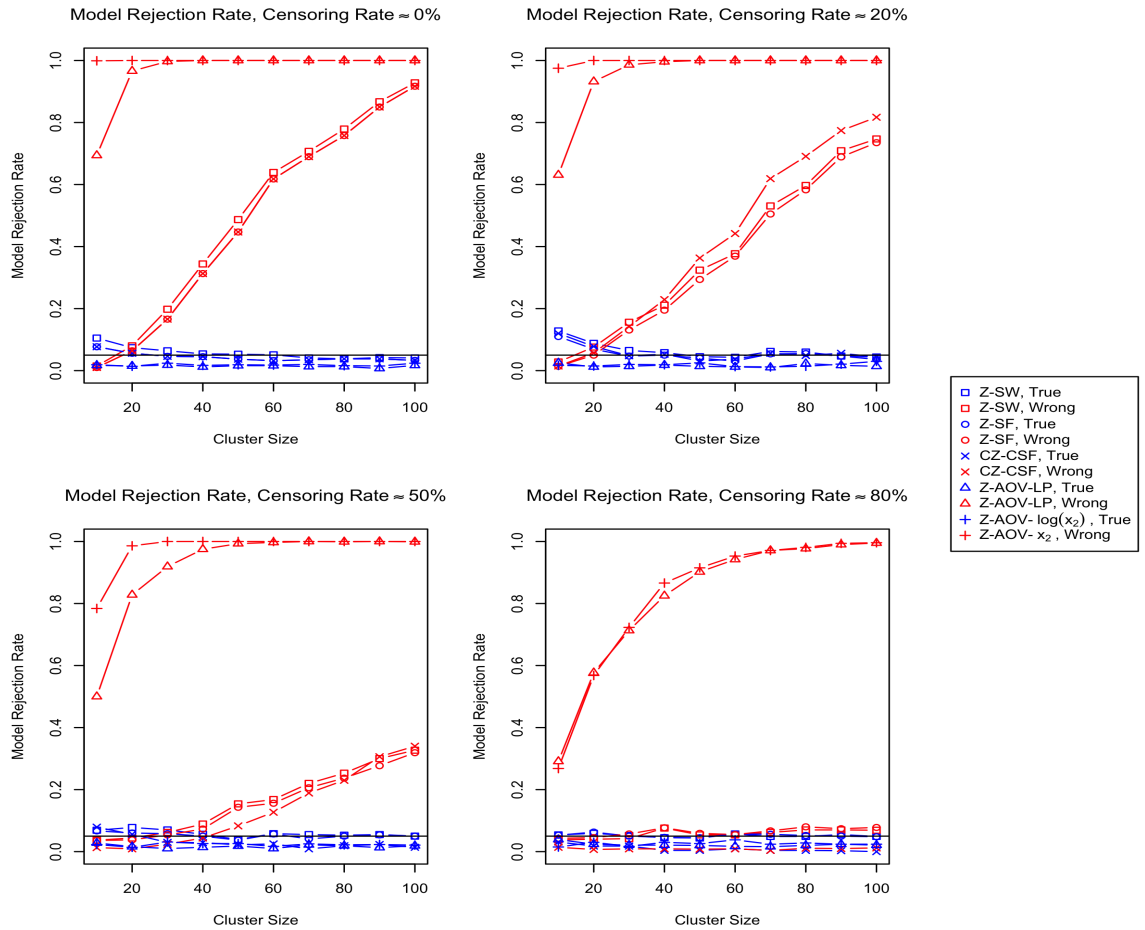 Model Rejection Rate, Censoring Rate ≈ 0%
Model Rejection Rate
0.0 0.2 0.4 0.6 0.8 1.0
20 40 60 80 100
Cluster Size
Model Rejection Rate, Censoring Rate ≈ 20%
Model Rejection Rate
0.0 0.2 0.4 0.6 0.8 1.0
20 40 60 80 100
Cluster Size
Z-SW, True
Z-SW, Wrong
Z-SF, True
Z-SF, Wrong
CZ-CSF, True
CZ-CSF, Wrong
Z-AOV-LP, True
Z-AOV-LP, Wrong
Z-AOV- log(x₂) , True
Z-AOV- x₂ , Wrong
Model Rejection Rate, Censoring Rate ≈ 50%
Model Rejection Rate
0.0 0.2 0.4 0.6 0.8 1.0
20 40 60 80 100
Cluster Size
Model Rejection Rate, Censoring Rate ≈ 80%
Model Rejection Rate
0.0 0.2 0.4 0.6 0.8 1.0
20 40 60 80 100
Cluster Size